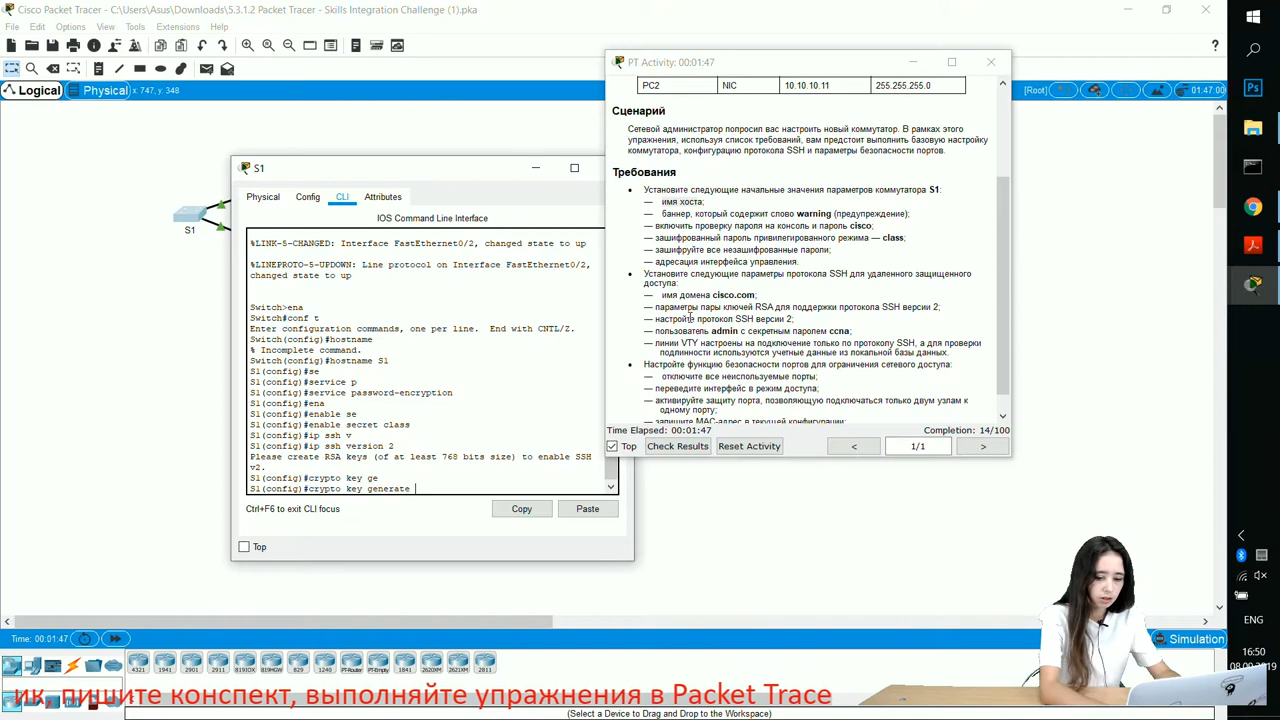 Cisco Packet Tracer - C:\Users\Asus\Downloads\5.3.1.2 Packet Tracer - Skills Integration Challenge (1).pka
File Edit Options View Tools Extensions Help
Logical Physical x: 747, y: 348 [Root] 01:47:00
PT Activity: 00:01:47
PC2 NIC 10.10.10.11 255.255.255.0
Сценарий
Сетевой администратор попросил вас настроить новый коммутатор. В рамках этого
упражнения, используя список требований, вам предстоит выполнить базовую настройку
коммутатора, конфигурацию протокола SSH и параметры безопасности портов.
Требования
Установите следующие начальные значения параметров коммутатора S1:
— имя хоста;
— баннер, который содержит слово warning (предупреждение);
— включить проверку пароля на консоль и пароль cisco;
— зашифрованный пароль привилегированного режима — class;
— зашифруйте все незашифрованные пароли;
— адресация интерфейса управления.
Установите следующие параметры протокола SSH для удаленного защищенного
доступа:
— имя домена cisco.com;
— параметры пары ключей RSA для поддержки протокола SSH версии 2;
— настройте протокол SSH версии 2;
— пользователь admin с секретным паролем ccna;
— линии VTY настроены на подключение только по протоколу SSH, а для проверки
подлинности используются учетные данные из локальной базы данных.
Настройте функцию безопасности портов для ограничения сетевого доступа:
— отключите все неиспользуемые порты;
— переведите интерфейс в режим доступа;
— активируйте защиту порта, позволяющую подключаться только двум узлам к
одному порту;
— запишите MAC-адрес в текущей конфигурации;
Time Elapsed: 00:01:47 Completion: 14/100
Top Check Results Reset Activity < 1/1 >
S1
S1
Physical Config CLI Attributes
IOS Command Line Interface
%LINK-5-CHANGED: Interface FastEthernet0/2, changed state to up
%LINEPROTO-5-UPDOWN: Line protocol on Interface FastEthernet0/2,
changed state to up
Switch>ena
Switch#conf t
Enter configuration commands, one per line.  End with CNTL/Z.
Switch(config)#hostname
% Incomplete command.
Switch(config)#hostname S1
S1(config)#se
S1(config)#service p
S1(config)#service password-encryption
S1(config)#ena
S1(config)#enable se
S1(config)#enable secret class
S1(config)#ip ssh v
S1(config)#ip ssh version 2
Please create RSA keys (of at least 768 bits size) to enable SSH
v2.
S1(config)#crypto key ge
S1(config)#crypto key generate
Ctrl+F6 to exit CLI focus Copy Paste
Top
Time: 00:01:47 Simulation
4321 1941 2901 2911 819IOX 819HGW 829 1240 PT-Router PT-Empty 1841 2620XM 2621XM 2811
ик, пишите конспект, выполняйте упражнения в Packet Trace
(Select a Device to Drag and Drop to the Workspace)
ENG
16:50